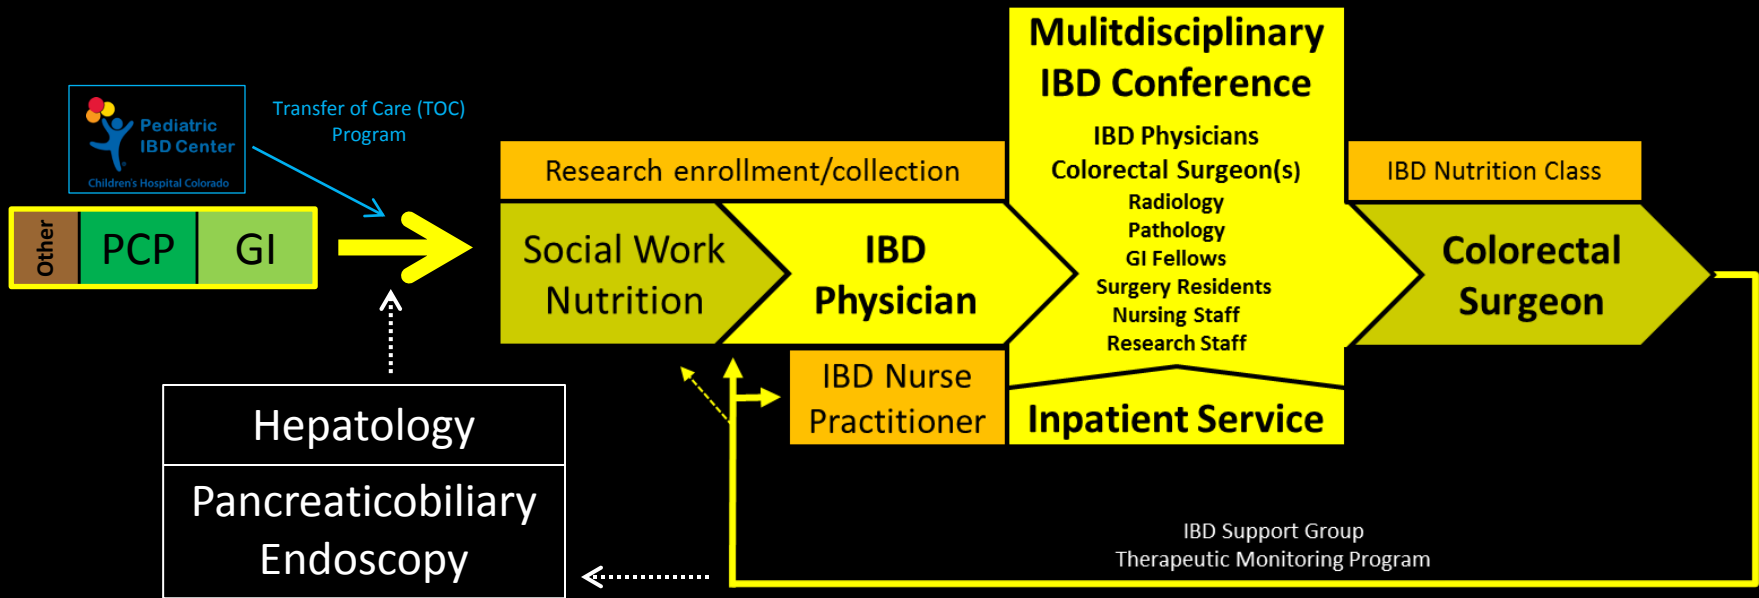 Mulitdisciplinary
IBD Conference
IBD Physicians
Colorectal Surgeon(s)
Radiology
Pathology
GI Fellows
Surgery Residents
Nursing Staff
Research Staff
Inpatient Service
Pediatric
IBD Center
Children's Hospital Colorado
Transfer of Care (TOC)
Program
Other
PCP
GI
Research enrollment/collection
Social Work
Nutrition
IBD
Physician
IBD Nurse
Practitioner
IBD Nutrition Class
Colorectal
Surgeon
Hepatology
Pancreaticobiliary
Endoscopy
IBD Support Group
Therapeutic Monitoring Program